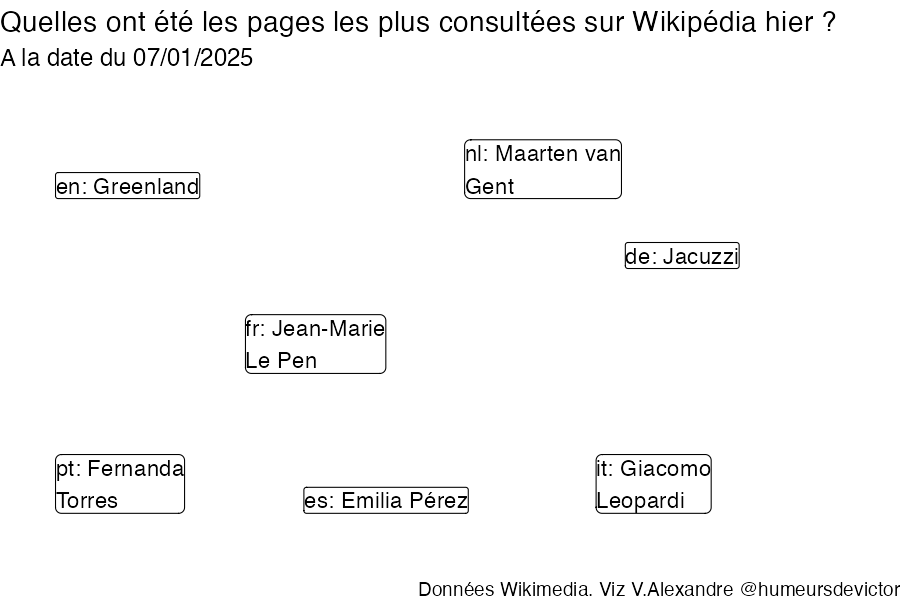 Quelles ont été les pages les plus consultées sur Wikipédia hier ?
A la date du 07/01/2025
nl: Maarten van
Gent
en: Greenland
de: Jacuzzi
fr: Jean-Marie
Le Pen
pt: Fernanda
Torres
es: Emilia Pérez
it: Giacomo
Leopardi
Données Wikimedia. Viz V.Alexandre @humeursdevictor